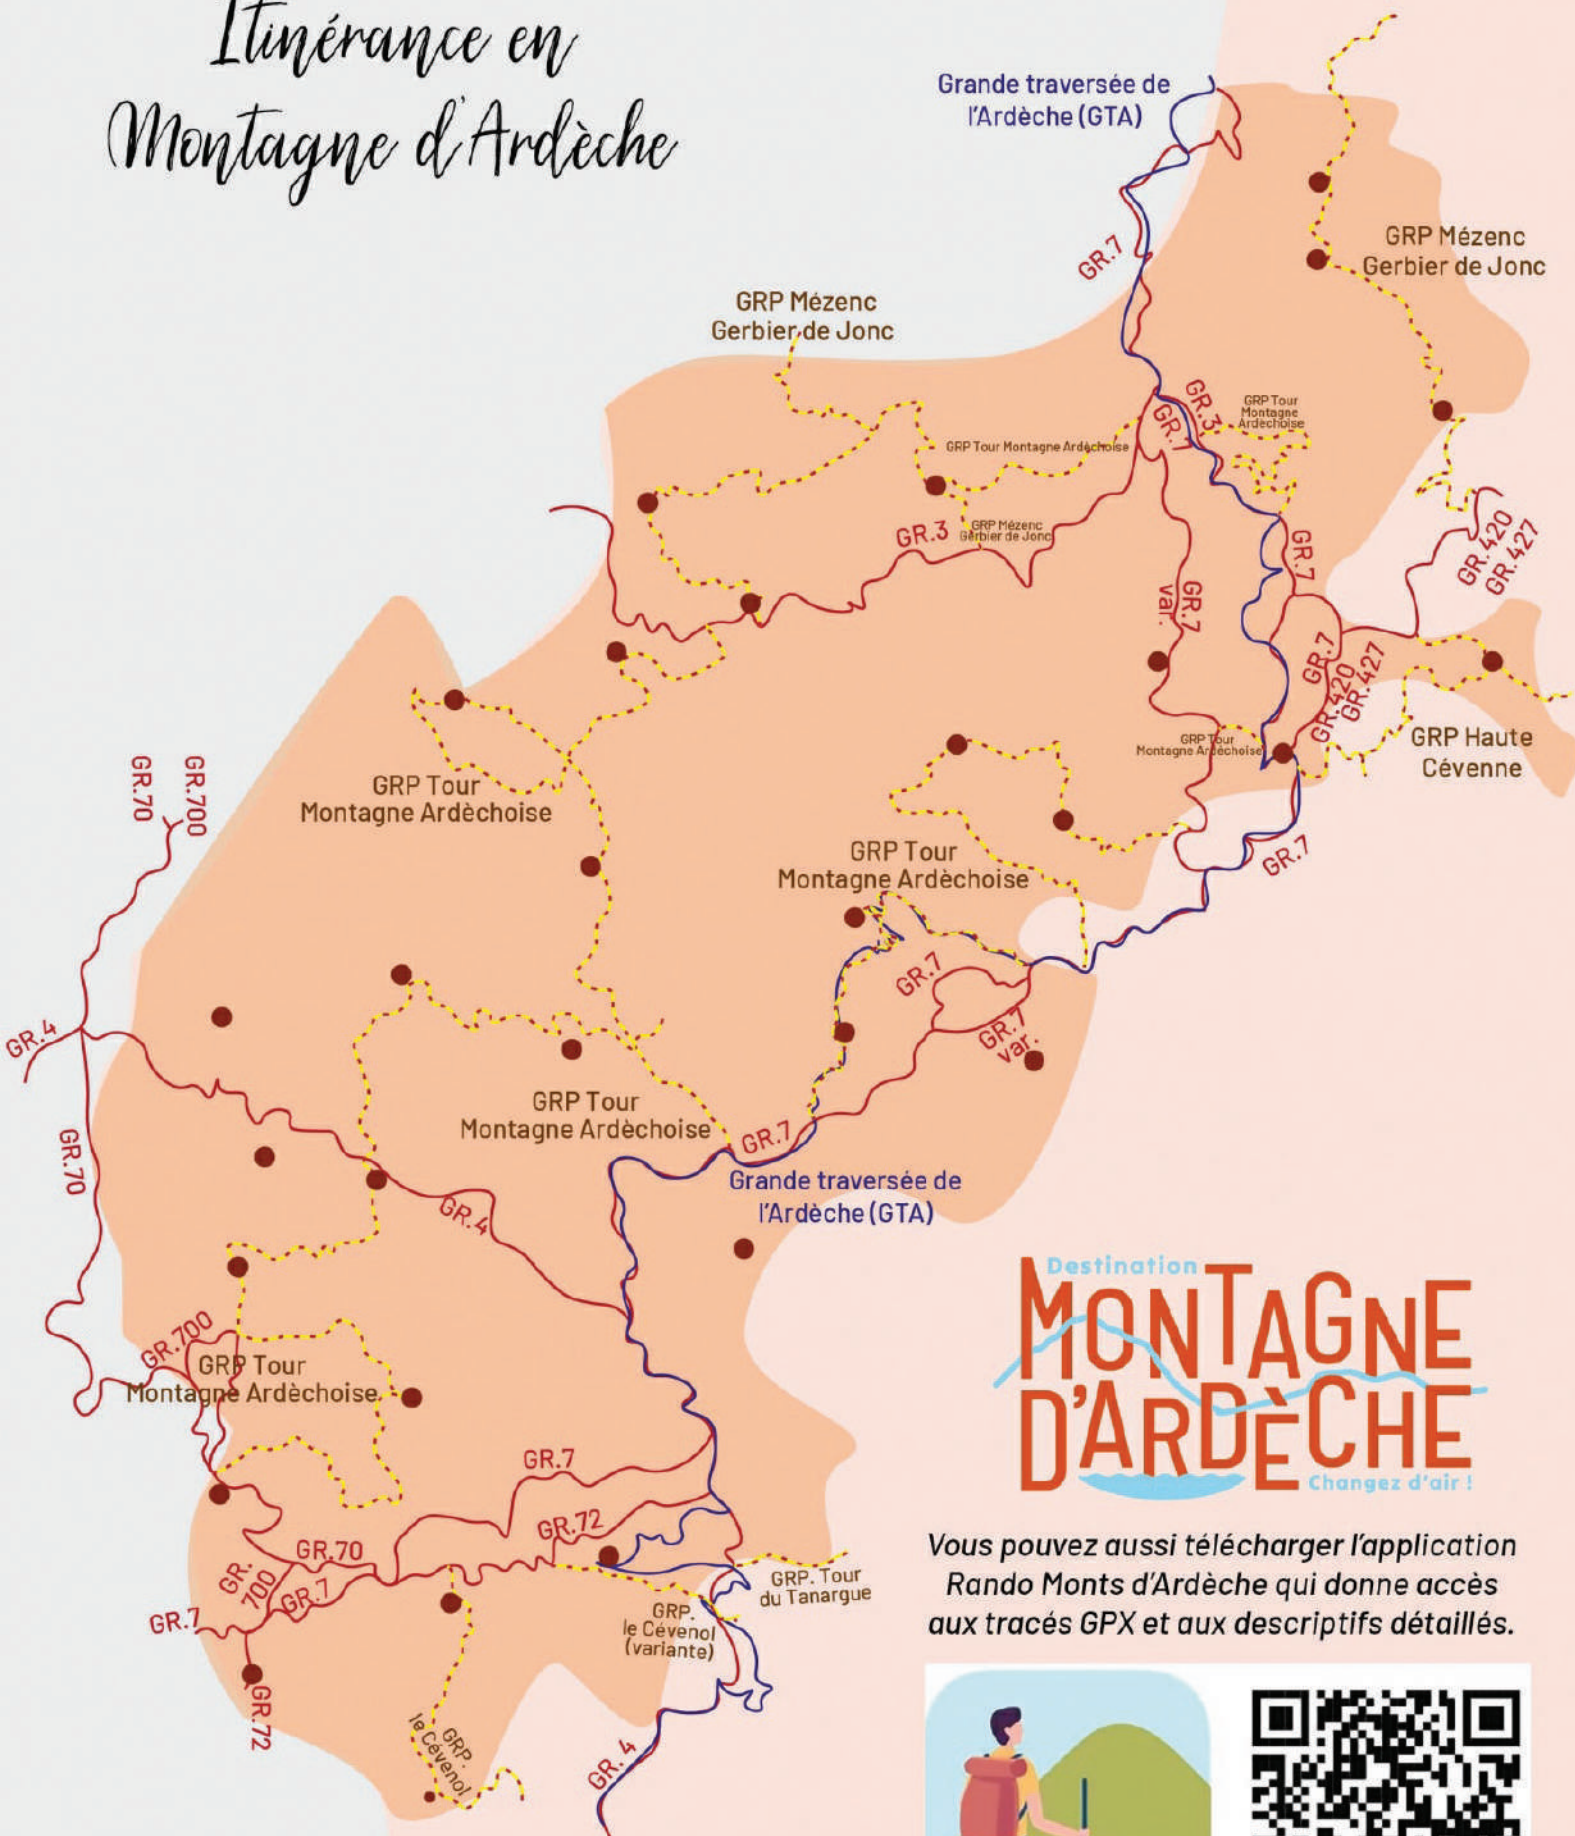 Itinérance en
Montagne d'Ardèche
Grande traversée de
l'Ardèche (GTA)
GRP Mézenc
Gerbier de Jonc
GR.7
GRP Mézenc
Gerbier de Jonc
GR.3
GRP Tour
Montagne
Ardèchoise
GR.7
GRP Tour Montagne Ardèchoise
GR.3
GRP Mézenc
Gerbier de Jonc
GR.420
GR.427
GR.7
GR.7
var.
GR.7
GR.420
GR.427
GRP Tour
Montagne Ardèchoise
GRP Haute
Cévenne
GR.70
GR.700
GRP Tour
Montagne Ardèchoise
GRP Tour
Montagne Ardèchoise
GR.7
GR.7
GR.7
var.
GR.4
GRP Tour
Montagne Ardèchoise
GR.7
GR.70
Grande traversée de
l'Ardèche (GTA)
GR.4
GR.700
GRP Tour
Montagne Ardèchoise
GR.7
GR.72
GR.70
GR.
700
GR.7
GR.7
GRP. Tour
du Tanargue
GRP.
le Cévenol
(variante)
GR.72
GRP.
le Cévenol
GR. 4
Destination
MONTAGNE
D'ARDÈCHE
Changez d'air !
Vous pouvez aussi télécharger l'application
Rando Monts d'Ardèche qui donne accès
aux tracés GPX et aux descriptifs détaillés.